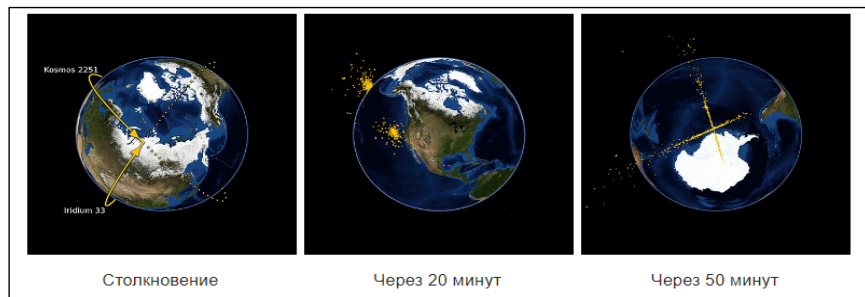 Kosmos 2251
Iridium 33
Столкновение
Через 20 минут
Через 50 минут